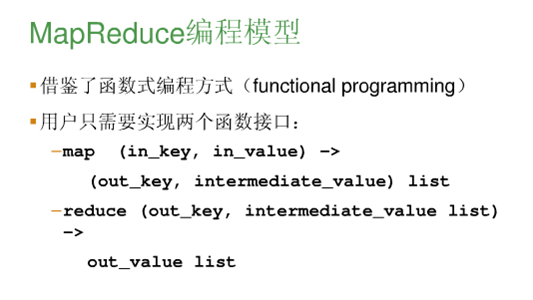 MapReduce编程模型
▪借鉴了函数式编程方式（functional programming）
▪用户只需要实现两个函数接口：
–map (in_key, in_value) ->
(out_key, intermediate_value) list
–reduce (out_key, intermediate_value list)
->
out_value list